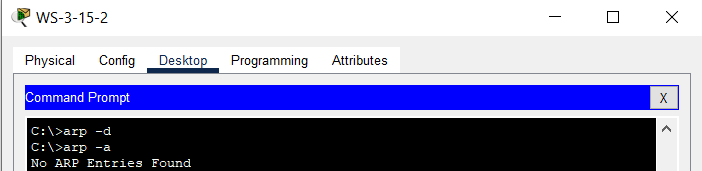 WS-3-15-2
Physical Config Desktop Programming Attributes
Command Prompt X
C:\>arp -d
C:\>arp -a
No ARP Entries Found